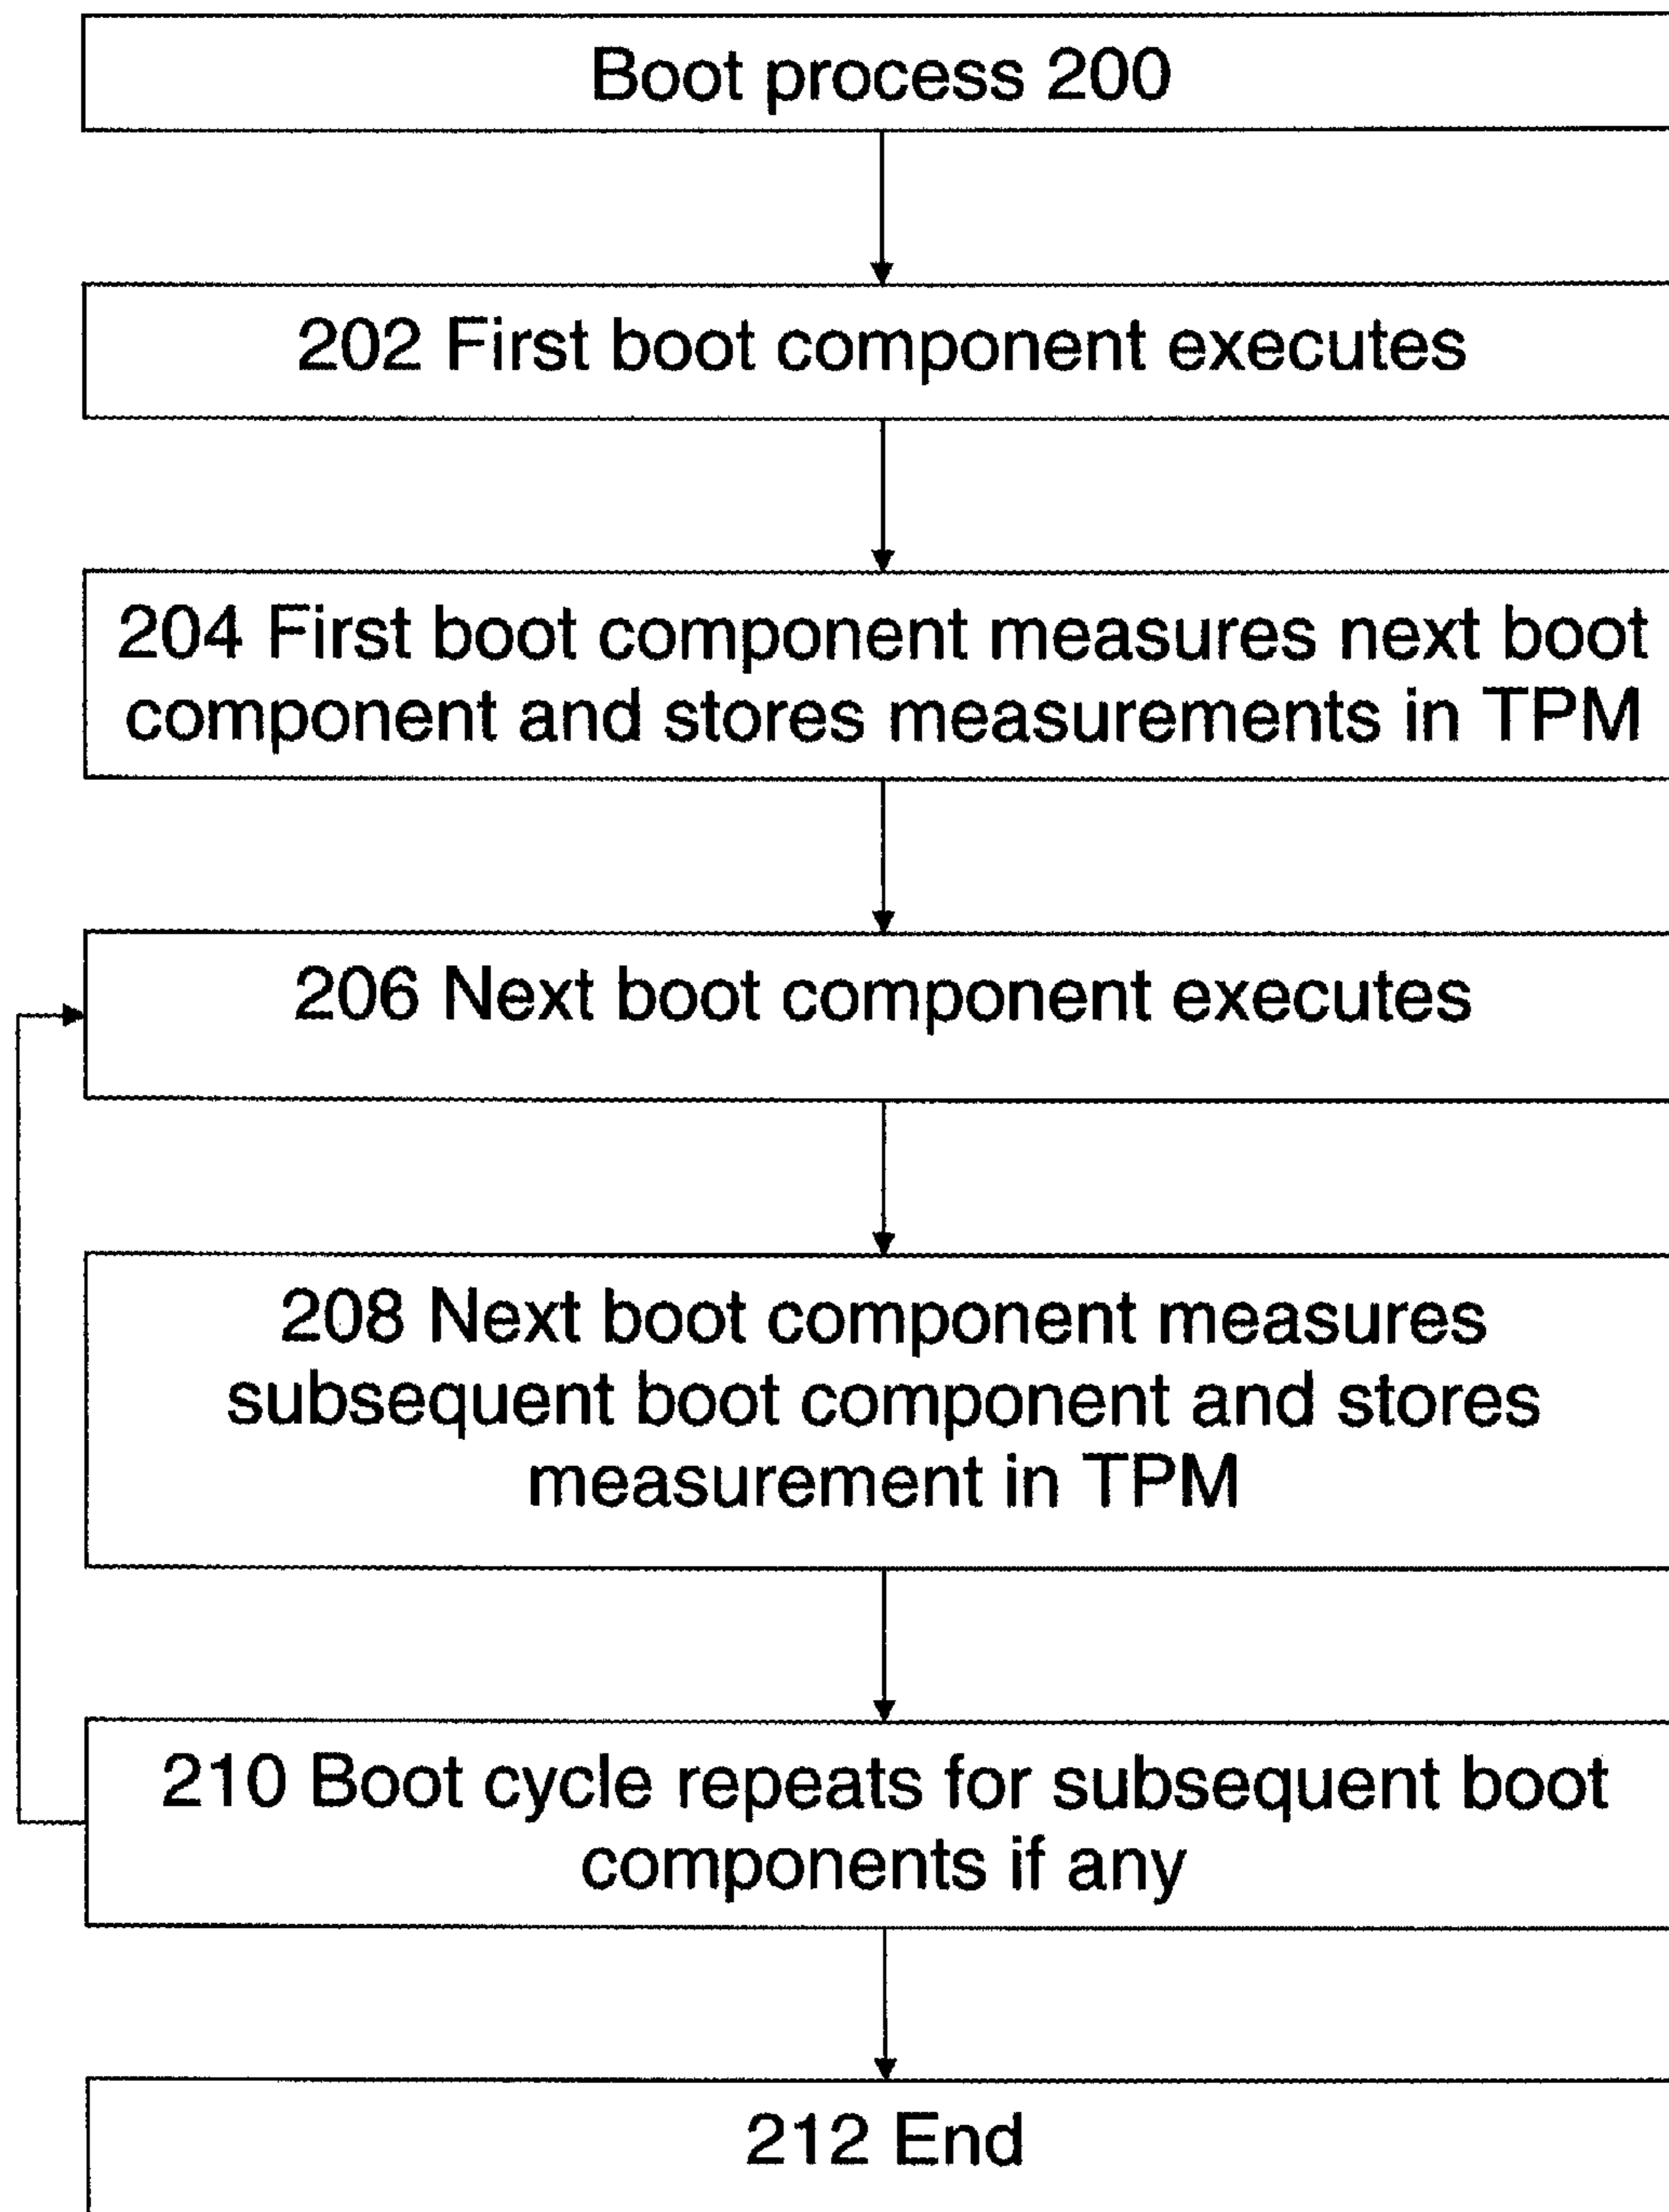 Boot process 200
202 First boot component executes
204 First boot component measures next boot
component and stores measurements in TPM
206 Next boot component executes
208 Next boot component measures
subsequent boot component and stores
measurement in TPM
210 Boot cycle repeats for subsequent boot
components if any
212 End